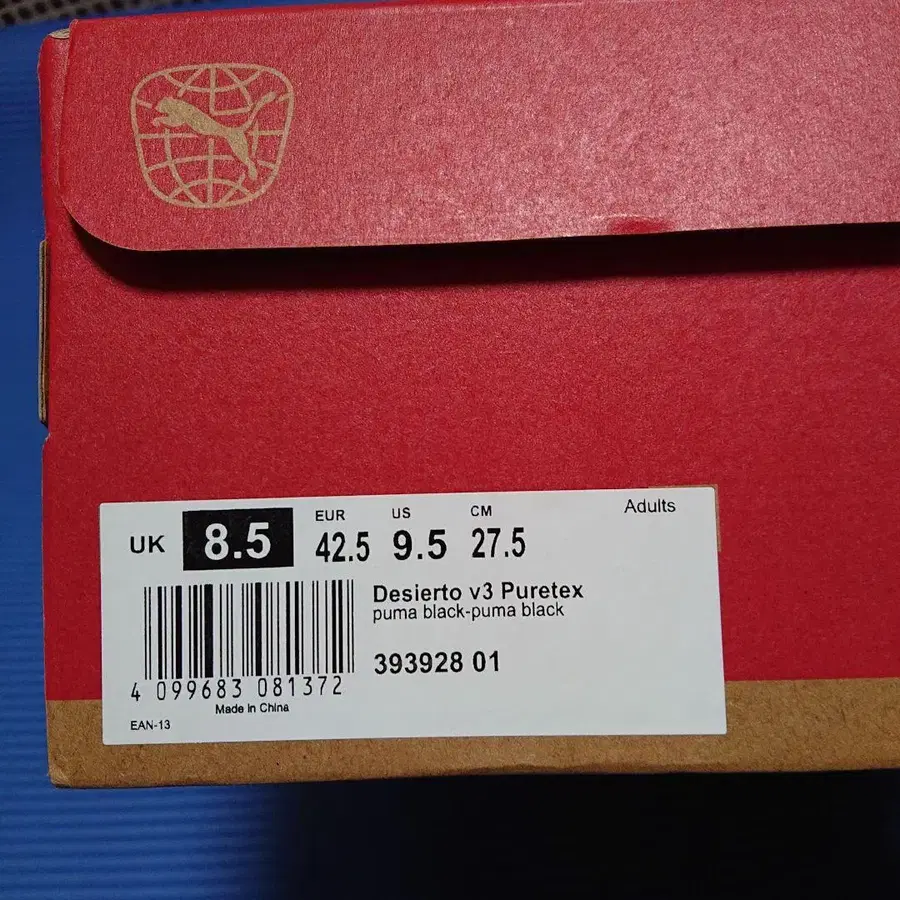 Adults
EUR US CM
UK 8.5 42.5 9.5 27.5
Desierto v3 Puretex
puma black-puma black
393928 01
4 099683 081372
Made in China
EAN-13